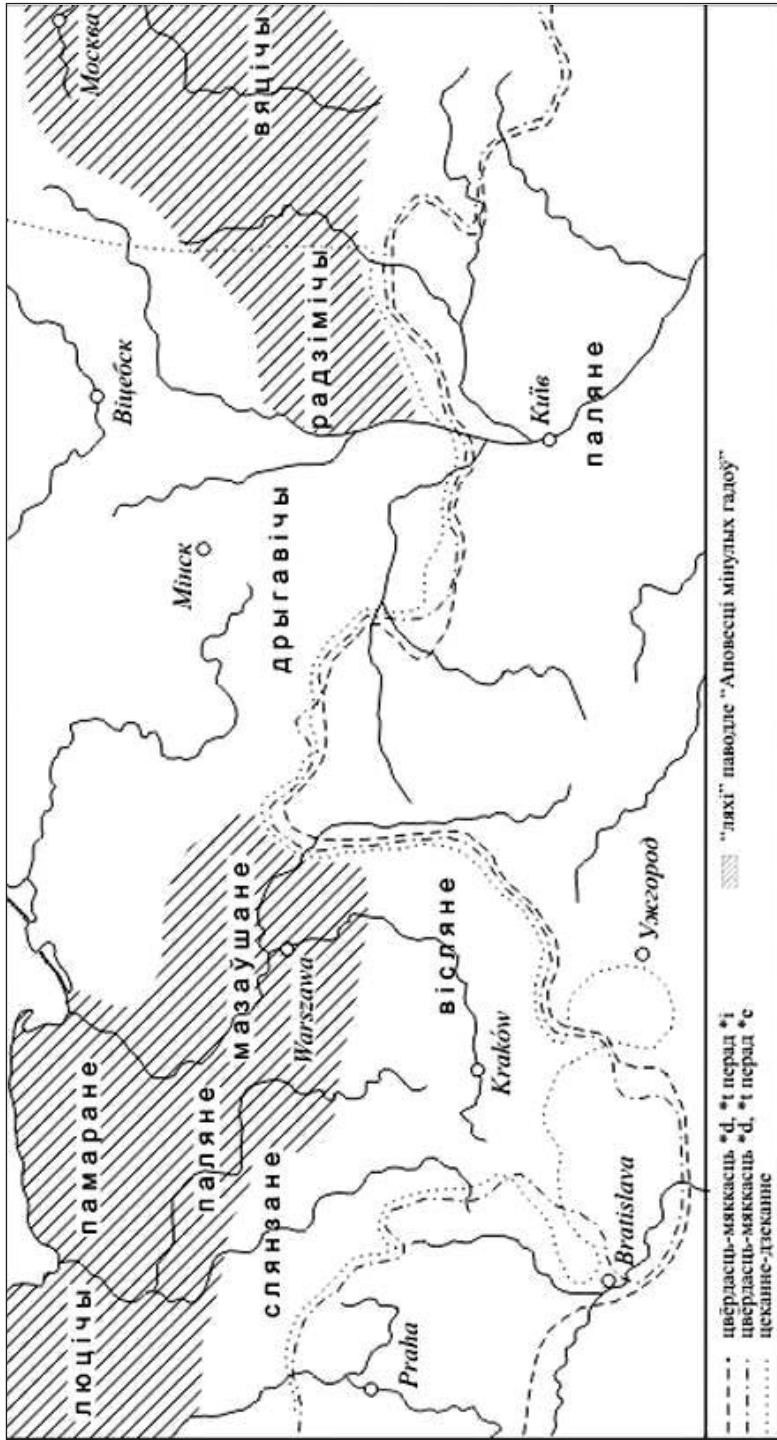 Москва
вяцічы
Віцебск
радзімічы
Мінск
дрыгавічы
Київ
паляне
мазаўшане
Warszawa
вісляне
Ужгород
памаране
паляне
слянзане
Kraków
люцічы
Praha
Bratislava
цвёрдасць-мяккасць *d, *t перад *i
цвёрдасць-мяккасць *d, *t перад *e
цеканне-дзеканне
"ляхі" паводле "Аповесці мінулых гадоў"